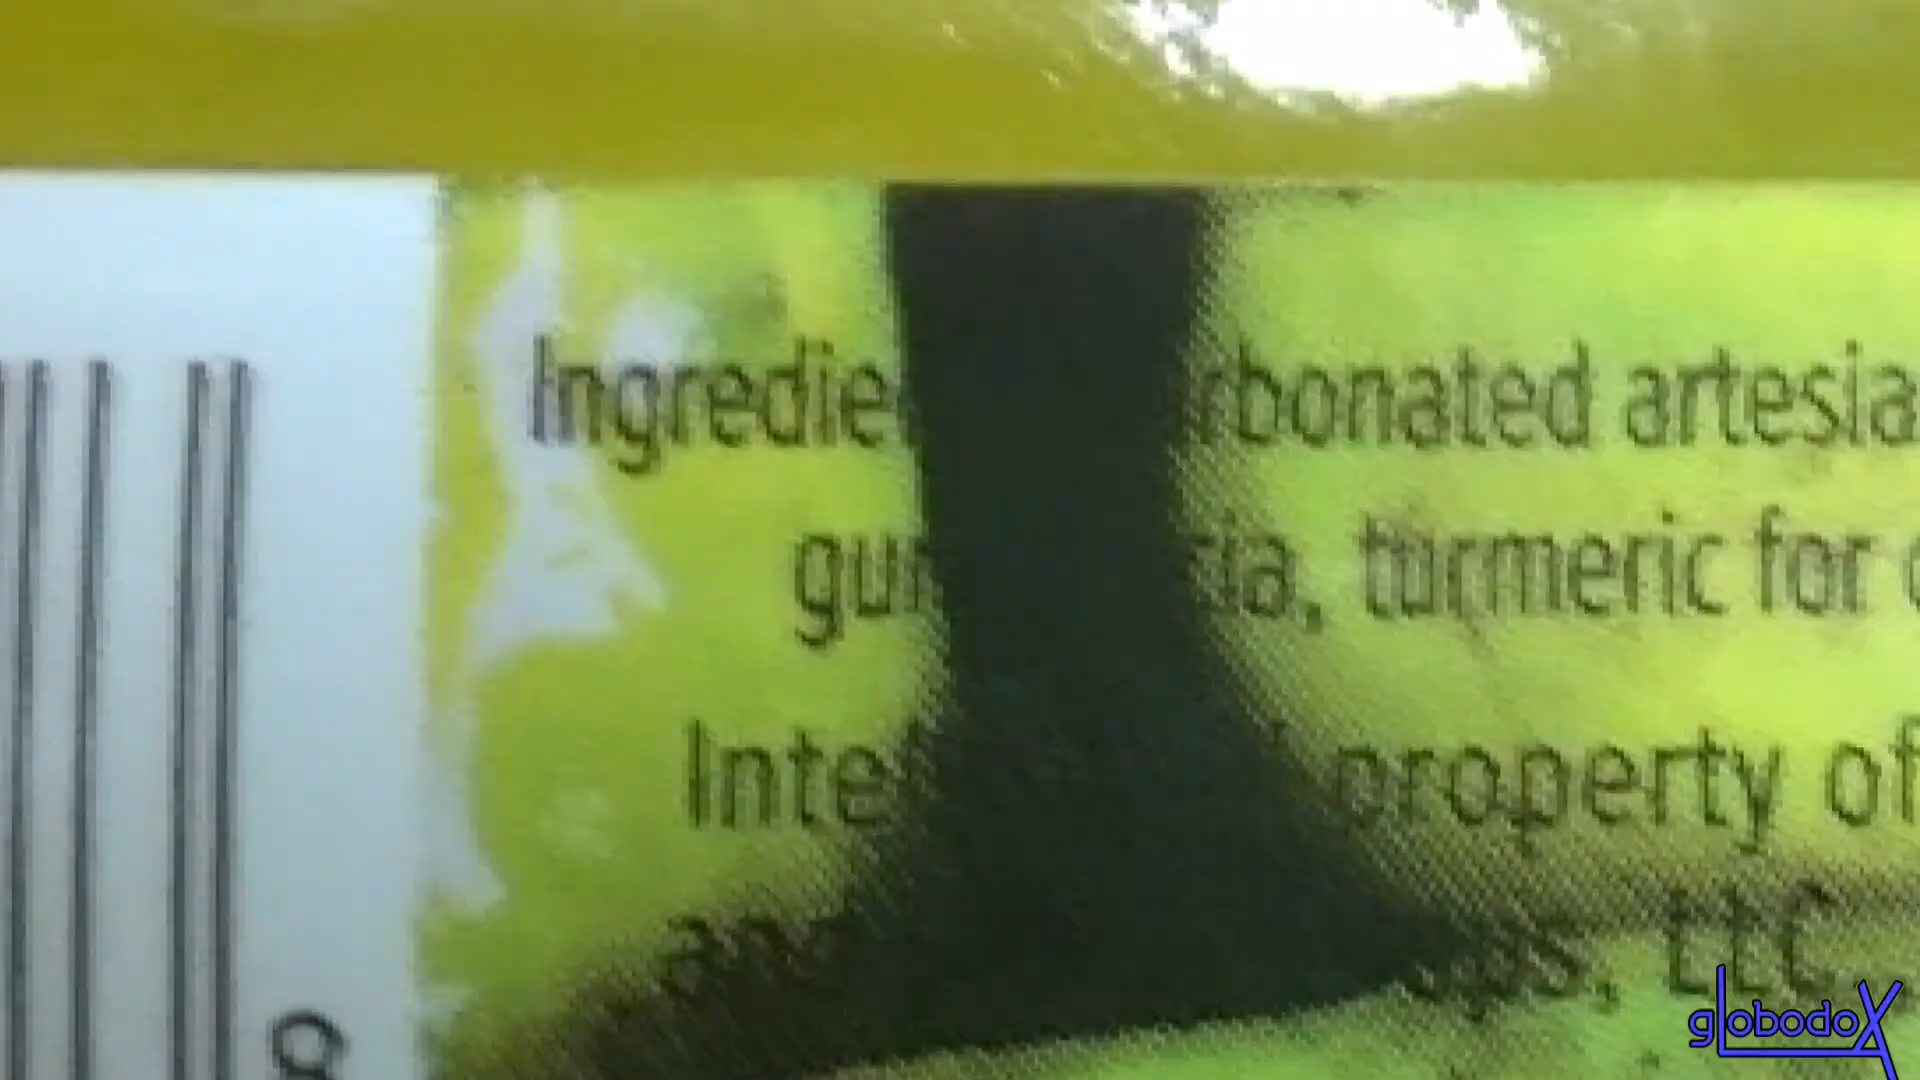 Ingredie rbonated artesia
gu ia, turmeric for
Inte property of
LLC
globodox